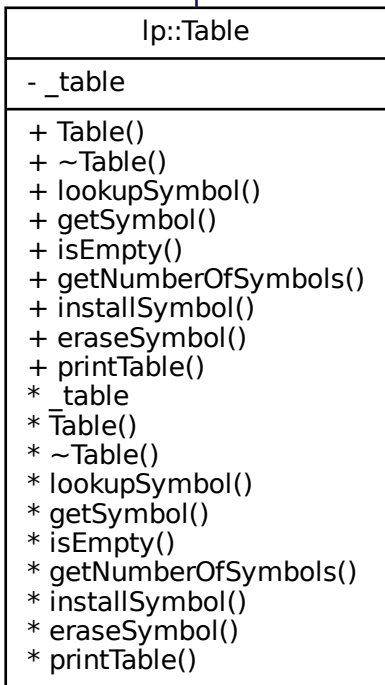 lp::Table
- _table
+ Table()
+ ~Table()
+ lookupSymbol()
+ getSymbol()
+ isEmpty()
+ getNumberOfSymbols()
+ installSymbol()
+ eraseSymbol()
+ printTable()
* _table
* Table()
* ~Table()
* lookupSymbol()
* getSymbol()
* isEmpty()
* getNumberOfSymbols()
* installSymbol()
* eraseSymbol()
* printTable()